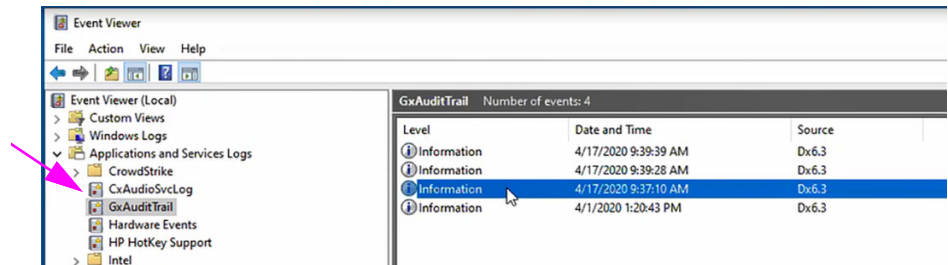 Event Viewer
File Action View Help
Event Viewer (Local)
Custom Views
Windows Logs
Applications and Services Logs
CrowdStrike
CxAudioSvcLog
GxAuditTrail
Hardware Events
HP HotKey Support
Intel
GxAuditTrail Number of events: 4
Level Date and Time Source
Information 4/17/2020 9:39:39 AM Dx6.3
Information 4/17/2020 9:39:28 AM Dx6.3
Information 4/17/2020 9:37:10 AM Dx6.3
Information 4/1/2020 1:20:43 PM Dx6.3